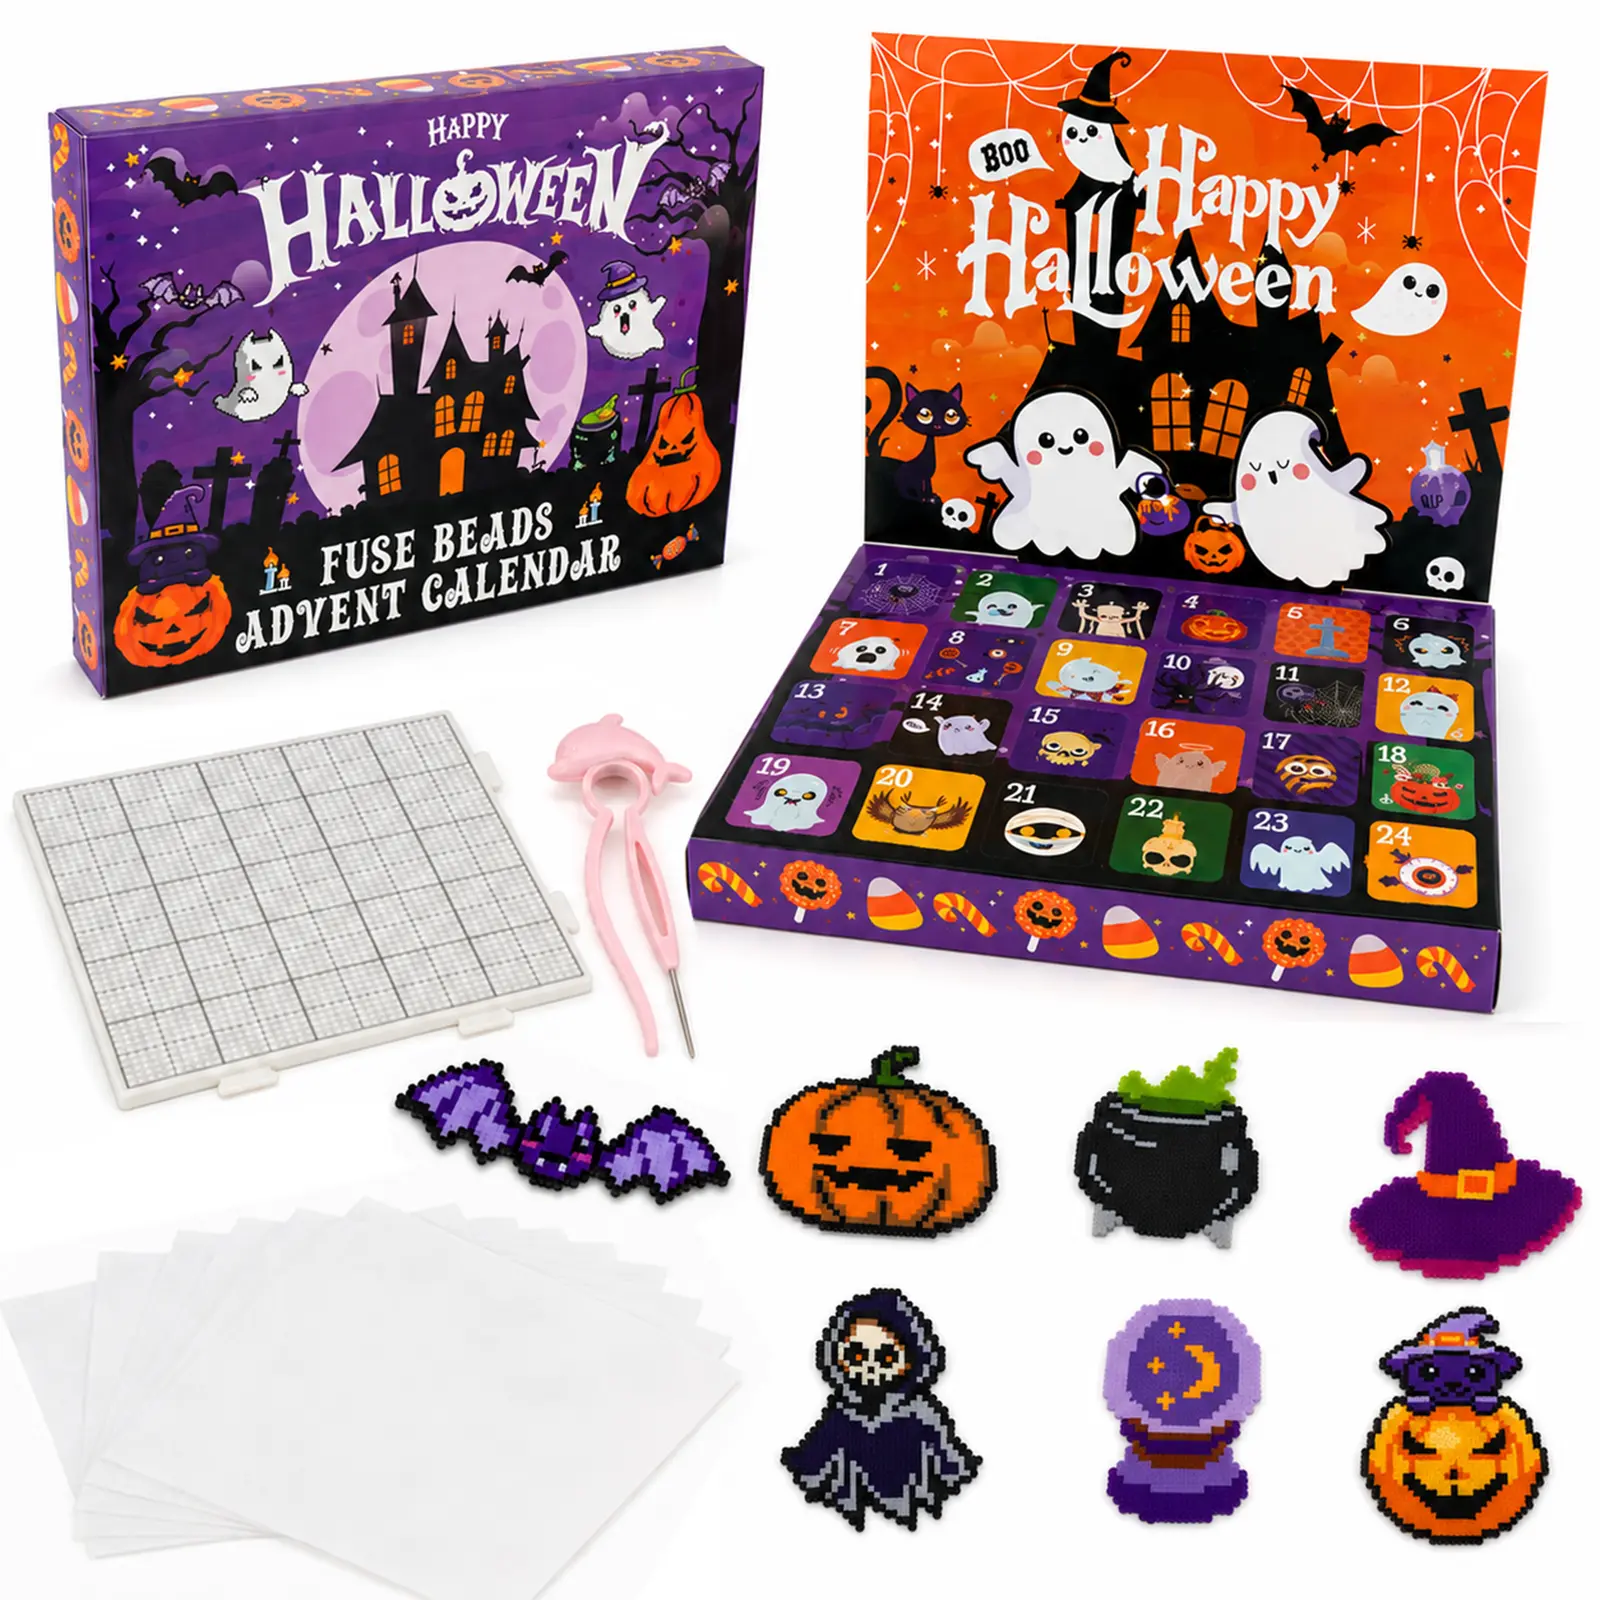 HAPPY
HALLOWEEN
FUSE BEADS
ADVENT CALENDAR
BOO
Happy
Halloween
1 2 3 4 5 6
7 8 9 10 11 12
13 14 15 16 17 18
19 20 21 22 23 24